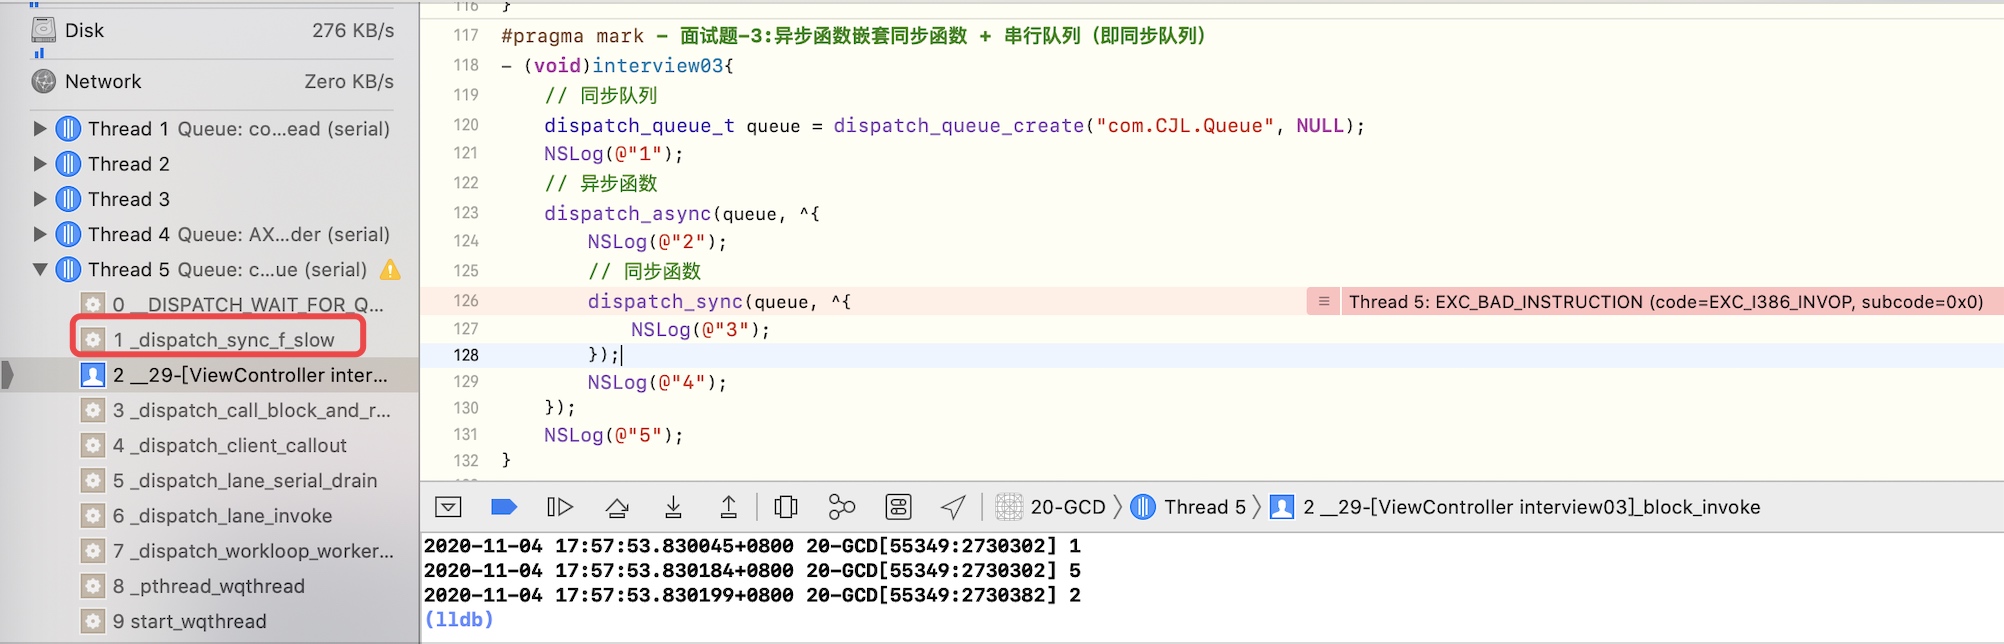 Disk 276 KB/s
Network Zero KB/s
Thread 1 Queue: co...ead (serial)
Thread 2
Thread 3
Thread 4 Queue: AX...der (serial)
Thread 5 Queue: c...ue (serial)
0 __DISPATCH_WAIT_FOR_Q...
1 _dispatch_sync_f_slow
2 __29-[ViewController inter...
3 _dispatch_call_block_and_r...
4 _dispatch_client_callout
5 _dispatch_lane_serial_drain
6 _dispatch_lane_invoke
7 _dispatch_workloop_worker...
8 _pthread_wqthread
9 start_wqthread
116 }
117 #pragma mark - 面试题-3:异步函数嵌套同步函数 + 串行队列（即同步队列）
118 - (void)interview03{
119 // 同步队列
120 dispatch_queue_t queue = dispatch_queue_create("com.CJL.Queue", NULL);
121 NSLog(@"1");
122 // 异步函数
123 dispatch_async(queue, ^{
124 NSLog(@"2");
125 // 同步函数
126 dispatch_sync(queue, ^{ Thread 5: EXC_BAD_INSTRUCTION (code=EXC_I386_INVOP, subcode=0x0)
127 NSLog(@"3");
128 });
129 NSLog(@"4");
130 });
131 NSLog(@"5");
132 }
20-GCD Thread 5 2 __29-[ViewController interview03]_block_invoke
2020-11-04 17:57:53.830045+0800 20-GCD[55349:2730302] 1
2020-11-04 17:57:53.830184+0800 20-GCD[55349:2730302] 5
2020-11-04 17:57:53.830199+0800 20-GCD[55349:2730382] 2
(lldb)